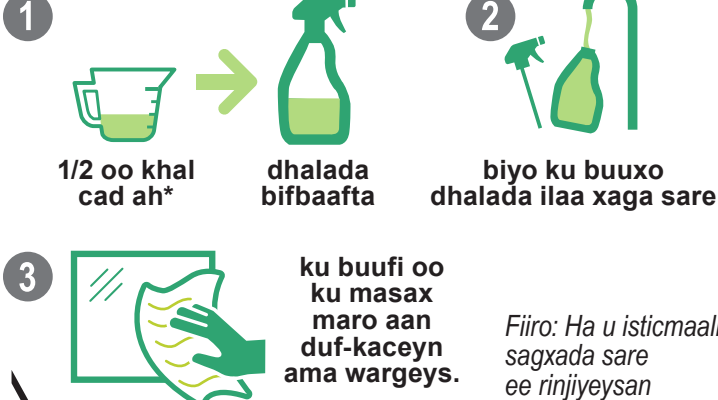 1
1/2 oo khal
cad ah*
dhalada
bifbaafta
2
biyo ku buuxo
dhalada ilaa xaga sare
3
ku buufi oo
ku masax
maro aan
duf-kaceyn
ama wargeys.
Fiiro: Ha u isticmaali
sagxada sare
ee rinjiyeysan